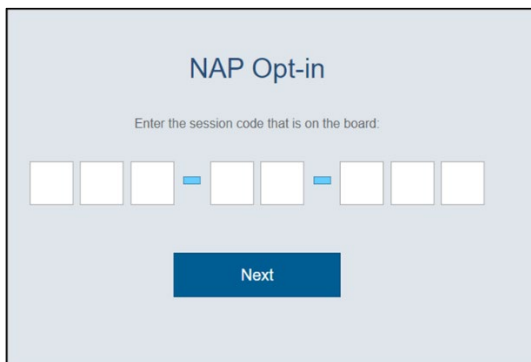 NAP Opt-in
Enter the session code that is on the board:
Next